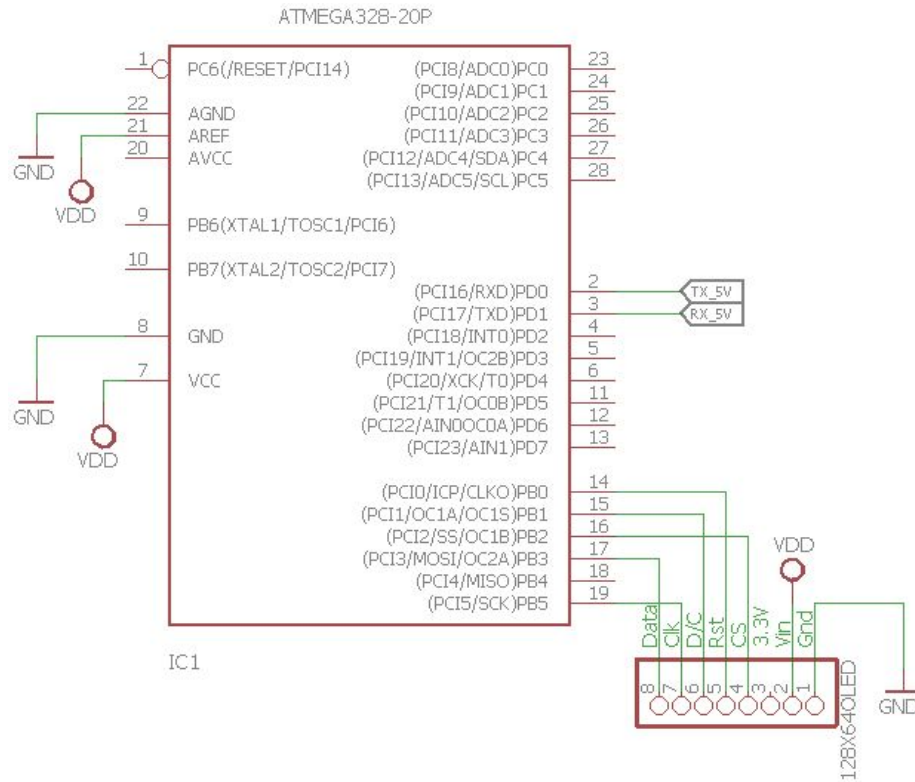 ATMEGA328-20P
1
PC6(/RESET/PCI14)
22
AGND
21
AREF
20
AVCC
GND
VDD
9
PB6(XTAL1/TOSC1/PCI6)
10
PB7(XTAL2/TOSC2/PCI7)
8
GND
7
VCC
GND
VDD
(PCI8/ADC0)PC0
23
(PCI9/ADC1)PC1
24
(PCI10/ADC2)PC2
25
(PCI11/ADC3)PC3
26
(PCI12/ADC4/SDA)PC4
27
(PCI13/ADC5/SCL)PC5
28
(PCI16/RXD)PD0
2
TX_5V
(PCI17/TXD)PD1
3
RX_5V
(PCI18/INT0)PD2
4
(PCI19/INT1/OC2B)PD3
5
(PCI20/XCK/T0)PD4
6
(PCI21/T1/OC0B)PD5
11
(PCI22/AIN0OC0A)PD6
12
(PCI23/AIN1)PD7
13
(PCI0/ICP/CLKO)PB0
14
(PCI1/OC1A/OC1S)PB1
15
(PCI2/SS/OC1B)PB2
16
(PCI3/MOSI/OC2A)PB3
17
(PCI4/MISO)PB4
18
(PCI5/SCK)PB5
19
IC1
VDD
Data
Clk
D/C
Rst
CS
3.3V
Vin
Gnd
8
7
6
5
4
3
2
1
128X64OLED
GND